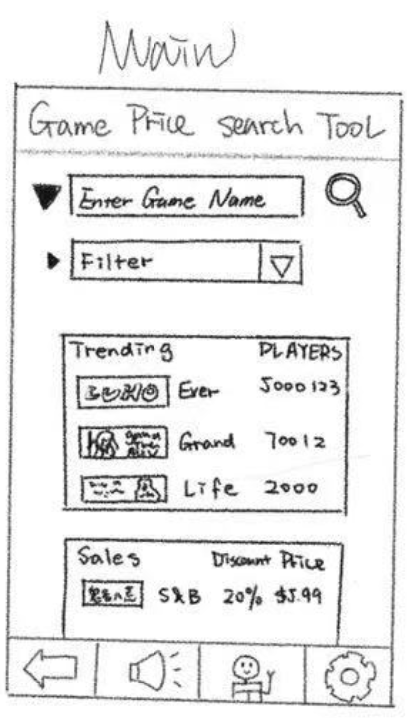 Main
Game Price search Tool
Enter Game Name
Filter
Trending PLAYERS
Ever 5000123
Grand 70012
Life 2000
Sales Discount Price
S&B 20% $5.99